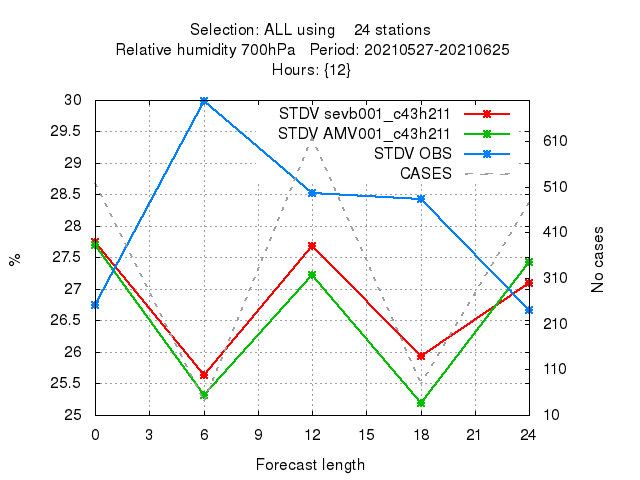 Selection: ALL using    24 stations
Relative humidity 700hPa   Period: 20210527-20210625
Hours: {12}
STDV sevb001_c43h211
STDV AMV001_c43h211
STDV OBS
CASES
30
29.5
29
28.5
28
27.5
27
26.5
26
25.5
25
%
610
510
410
310
210
110
10
No cases
0 3 6 9 12 15 18 21 24
Forecast length